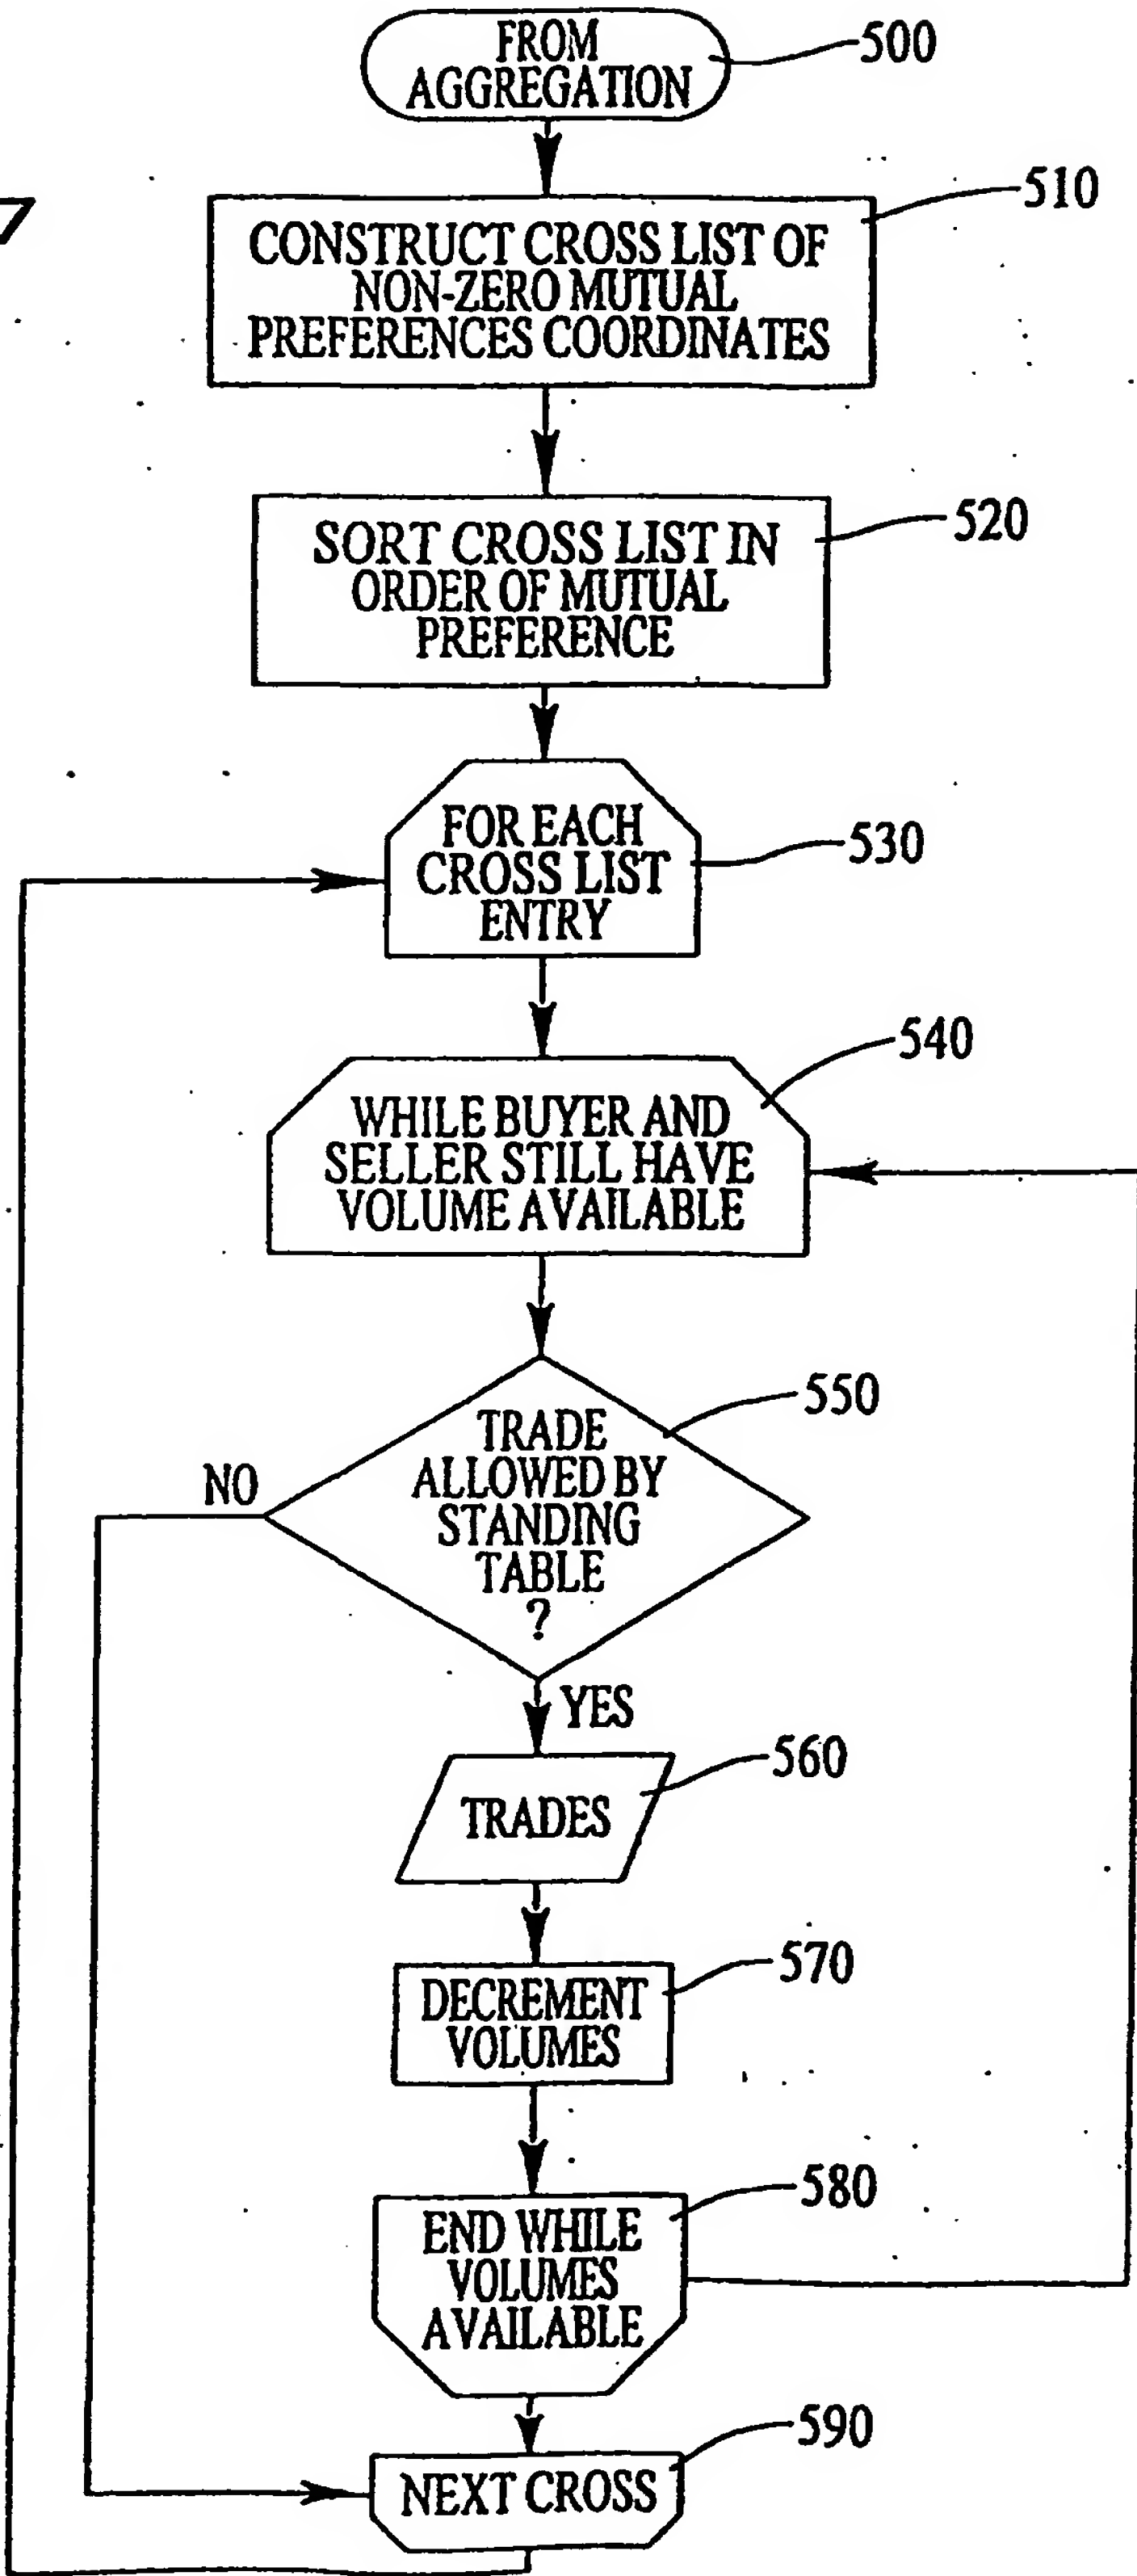 FROM
AGGREGATION
500
7
510
CONSTRUCT CROSS LIST OF
NON-ZERO MUTUAL
PREFERENCES COORDINATES
520
SORT CROSS LIST IN
ORDER OF MUTUAL
PREFERENCE
530
FOR EACH
CROSS LIST
ENTRY
540
WHILE BUYER AND
SELLER STILL HAVE
VOLUME AVAILABLE
550
TRADE
ALLOWED BY
STANDING
TABLE
?
NO
YES
560
TRADES
570
DECREMENT
VOLUMES
580
END WHILE
VOLUMES
AVAILABLE
590
NEXT CROSS